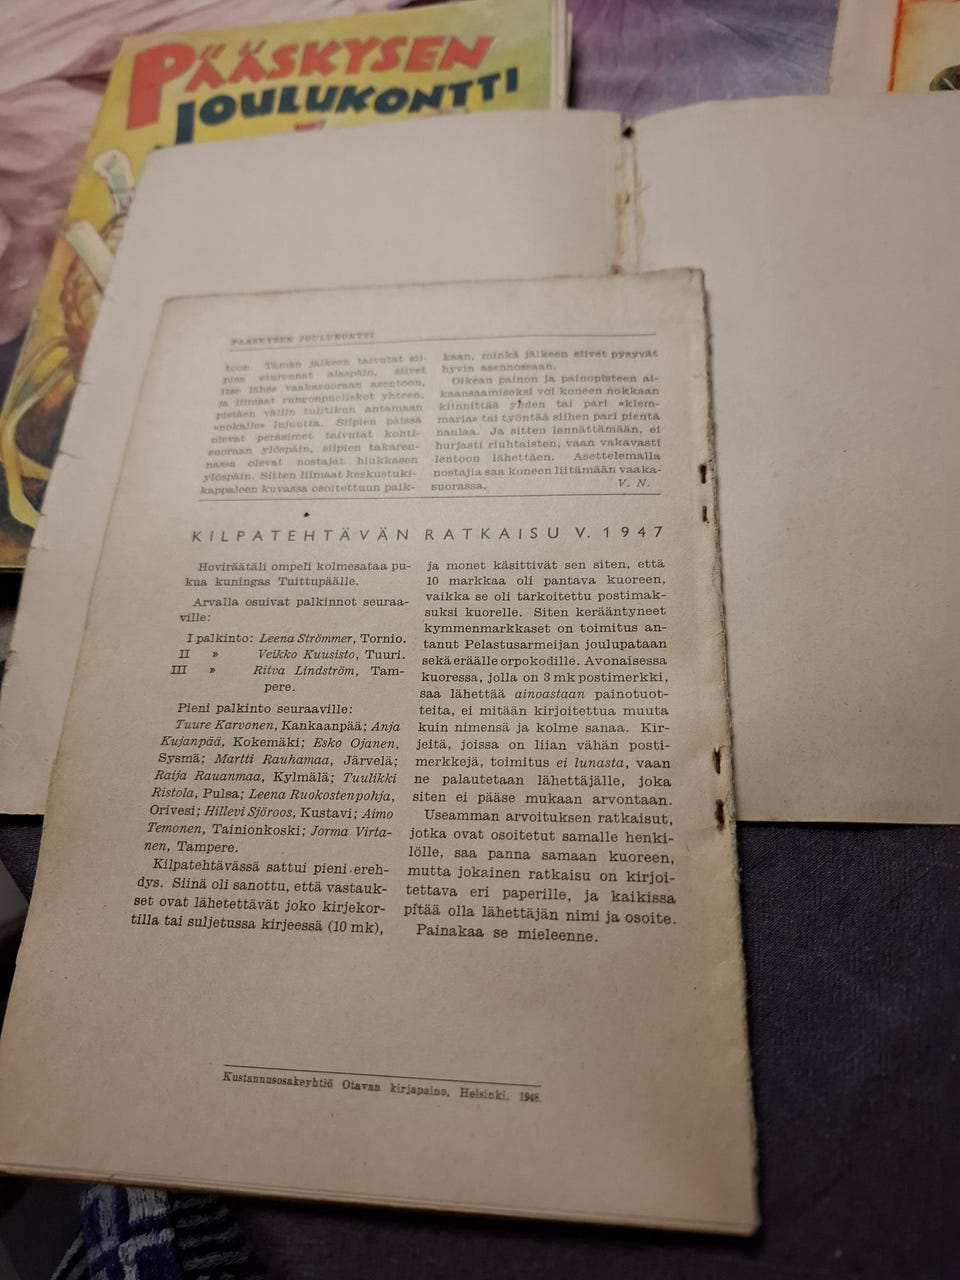 PÄÄSKYSEN
JOULUKONTTI
PÄÄSKYSEN JOULUKONTTI
toon. Tämän jälkeen taivutat sii-
pien etureunat alaspäin, siivet
itse lähes vaakasuoraan asentoon,
ja liimaat rungonpuoliskot yhteen,
pistäen väliin tulitikun antamaan
»nokalle» lujuutta. Siipien päissä
olevat peräsimet taivutat kohti-
suoraan ylöspäin, siipien takareu-
nassa olevat nostajat hiukkasen
ylöspäin. Sitten liimaat keskustuki-
kappaleen kuvassa osoitettuun paik-
kaan, minkä jälkeen siivet pysyvät
hyvin asennossaan.
Oikean painon ja painopisteen ai-
kaansaamiseksi voi koneen nokkaan
kiinnittää yhden tai pari »klem-
maria» tai työntää siihen pari pientä
naulaa. Ja sitten lennättämään, ei
hurjasti riuhtaisten, vaan vakavasti
lentoon lähettäen. Asettelemalla
nostajia saa koneen liitämään vaaka-
suorassa. V. N.
KILPATEHTÄVÄN RATKAISU V. 1947
Hoviräätäli ompeli kolmesataa pu-
kua kuningas Tuittupäälle.
Arvalla osuivat palkinnot seuraa-
ville:
I palkinto: Leena Strömmer, Tornio.
II » Veikko Kuusisto, Tuuri.
III » Ritva Lindström, Tam-
pere.
Pieni palkinto seuraaville:
Tuure Karvonen, Kankaanpää; Anja
Kujanpää, Kokemäki; Esko Ojanen,
Sysmä; Martti Rauhamaa, Järvelä;
Raija Rauanmaa, Kylmälä; Tuulikki
Ristola, Pulsa; Leena Ruokostenpohja,
Orivesi; Hillevi Sjöroos, Kustavi; Aimo
Temonen, Tainionkoski; Jorma Virta-
nen, Tampere.
Kilpatehtävässä sattui pieni ereh-
dys. Siinä oli sanottu, että vastauk-
set ovat lähetettävät joko kirjekor-
tilla tai suljetussa kirjeessä (10 mk),
ja monet käsittivät sen siten, että
10 markkaa oli pantava kuoreen,
vaikka se oli tarkoitettu postimak-
suksi kuorelle. Siten kerääntyneet
kymmenmarkkaset on toimitus an-
tanut Pelastusarmeijan joulupataan
sekä eräälle orpokodille. Avonaisessa
kuoressa, jolla on 3 mk postimerkki,
saa lähettää ainoastaan painotuot-
teita, ei mitään kirjoitettua muuta
kuin nimensä ja kolme sanaa. Kir-
jeitä, joissa on liian vähän posti-
merkkejä, toimitus ei lunasta, vaan
ne palautetaan lähettäjälle, joka
siten ei pääse mukaan arvontaan.
Useamman arvoituksen ratkaisut,
jotka ovat osoitetut samalle henki-
lölle, saa panna samaan kuoreen,
mutta jokainen ratkaisu on kirjoi-
tettava eri paperille, ja kaikissa
pitää olla lähettäjän nimi ja osoite.
Painakaa se mieleenne.
Kustannusosakeyhtiö Otavan kirjapaino, Helsinki. 1948.